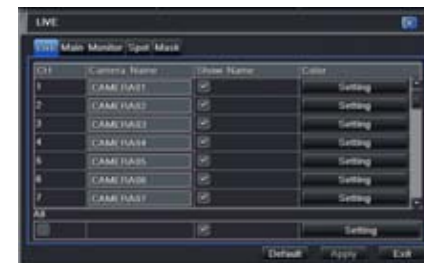 LIVE
Live Main Monitor Spot Mask
CH Camera Name Show Name Color
1 CAMERA01 Setting
2 CAMERA02 Setting
3 CAMERA03 Setting
4 CAMERA04 Setting
5 CAMERA05 Setting
6 CAMERA06 Setting
7 CAMERA07 Setting
All
Setting
Default Apply Exit